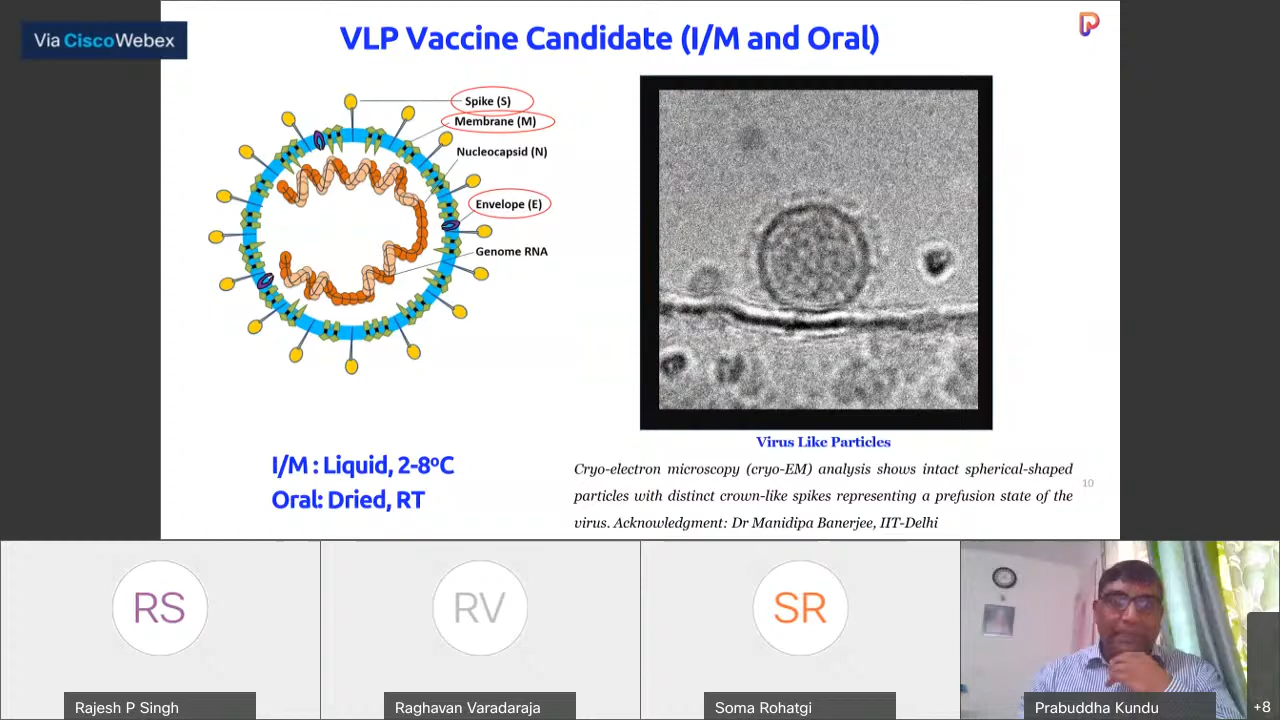 Via Cisco Webex
VLP Vaccine Candidate (I/M and Oral)
Spike (S)
Membrane (M)
Nucleocapsid (N)
Envelope (E)
Genome RNA
I/M : Liquid, 2-8ºC
Oral: Dried, RT
Virus Like Particles
Cryo-electron microscopy (cryo-EM) analysis shows intact spherical-shaped
particles with distinct crown-like spikes representing a prefusion state of the
virus. Acknowledgment: Dr Manidipa Banerjee, IIT-Delhi
10
RS
RV
SR
Rajesh P Singh
Raghavan Varadaraja
Soma Rohatgi
Prabuddha Kundu
+8